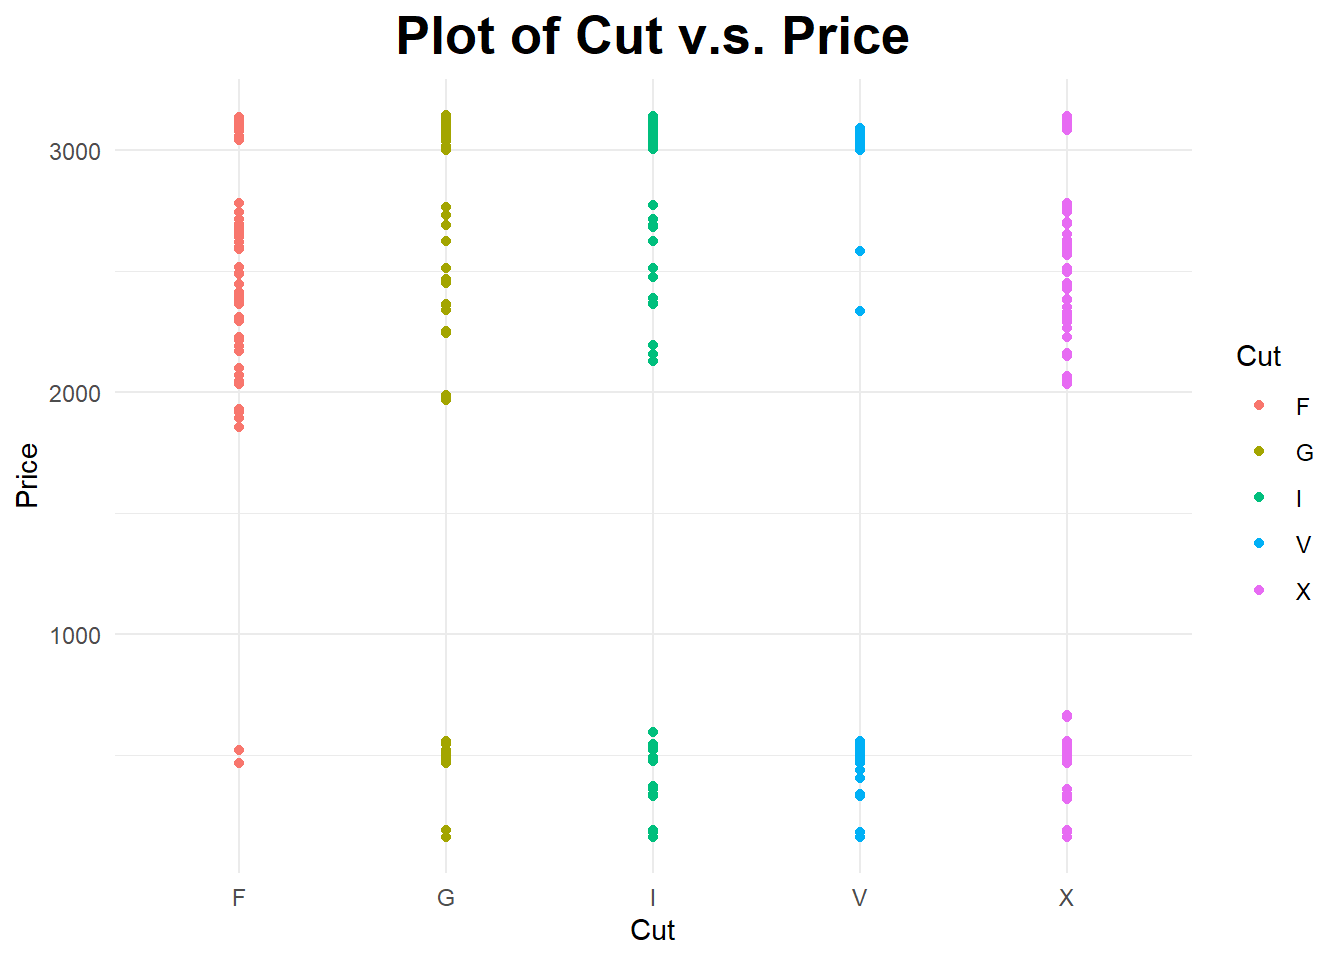 Plot of Cut v.s. Price
3000
2000
1000
Price
F G I V X
Cut
Cut
F
G
I
V
X